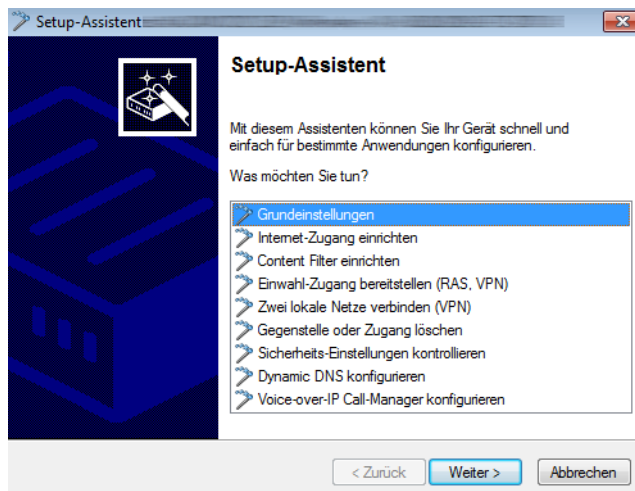 Setup-Assistent
Setup-Assistent
Mit diesem Assistenten können Sie Ihr Gerät schnell und
einfach für bestimmte Anwendungen konfigurieren.
Was möchten Sie tun?
Grundeinstellungen
Internet-Zugang einrichten
Content Filter einrichten
Einwahl-Zugang bereitstellen (RAS, VPN)
Zwei lokale Netze verbinden (VPN)
Gegenstelle oder Zugang löschen
Sicherheits-Einstellungen kontrollieren
Dynamic DNS konfigurieren
Voice-over-IP Call-Manager konfigurieren
< Zurück Weiter > Abbrechen